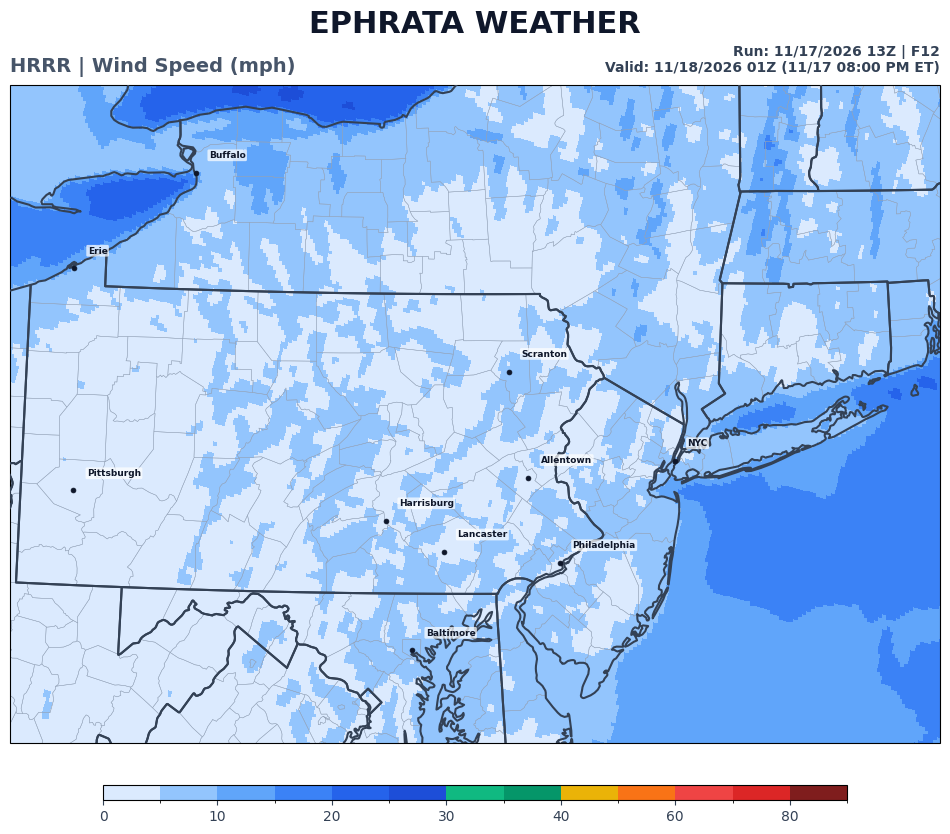 EPHRATA WEATHER
HRRR | Wind Speed (mph)
Run: 11/17/2026 13Z | F12
Valid: 11/18/2026 01Z (11/17 08:00 PM ET)
Buffalo
Erie
Scranton
NYC
Allentown
Pittsburgh
Harrisburg
Lancaster
Philadelphia
Baltimore
0 10 20 30 40 50 60 70 80